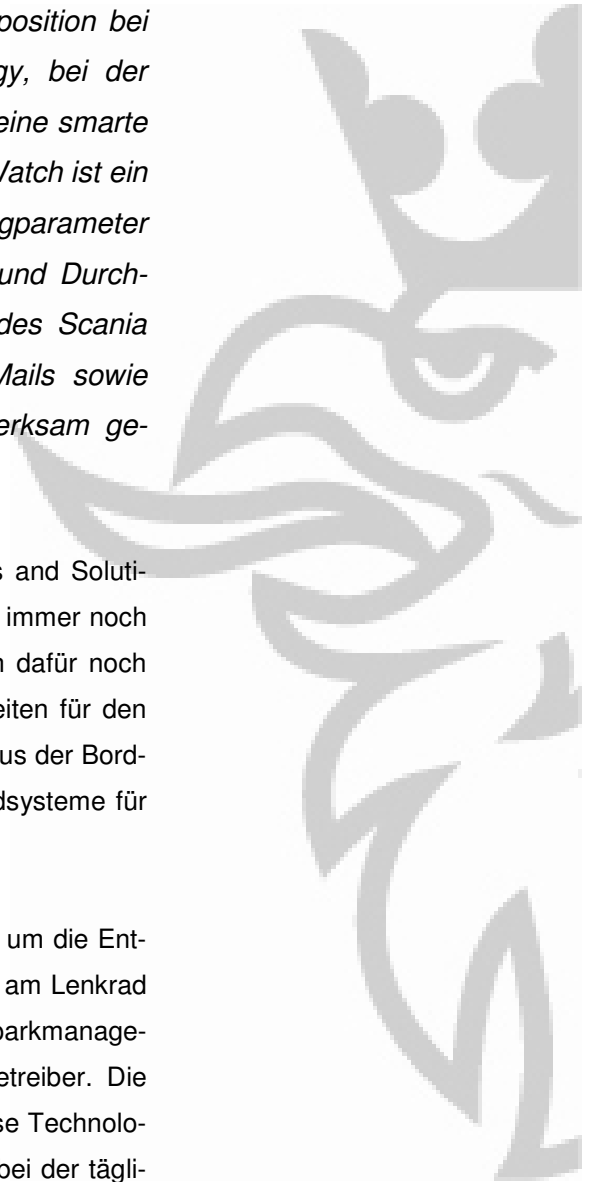 position bei
gy, bei der
eine smarte
Watch ist ein
gparameter
und Durch-
des Scania
Mails sowie
erksam ge-
s and Soluti-
immer noch
n dafür noch
eiten für den
us der Bord-
dsysteme für
um die Ent-
am Lenkrad
parkmanage-
etreiber. Die
se Technolo-
bei der tägli-